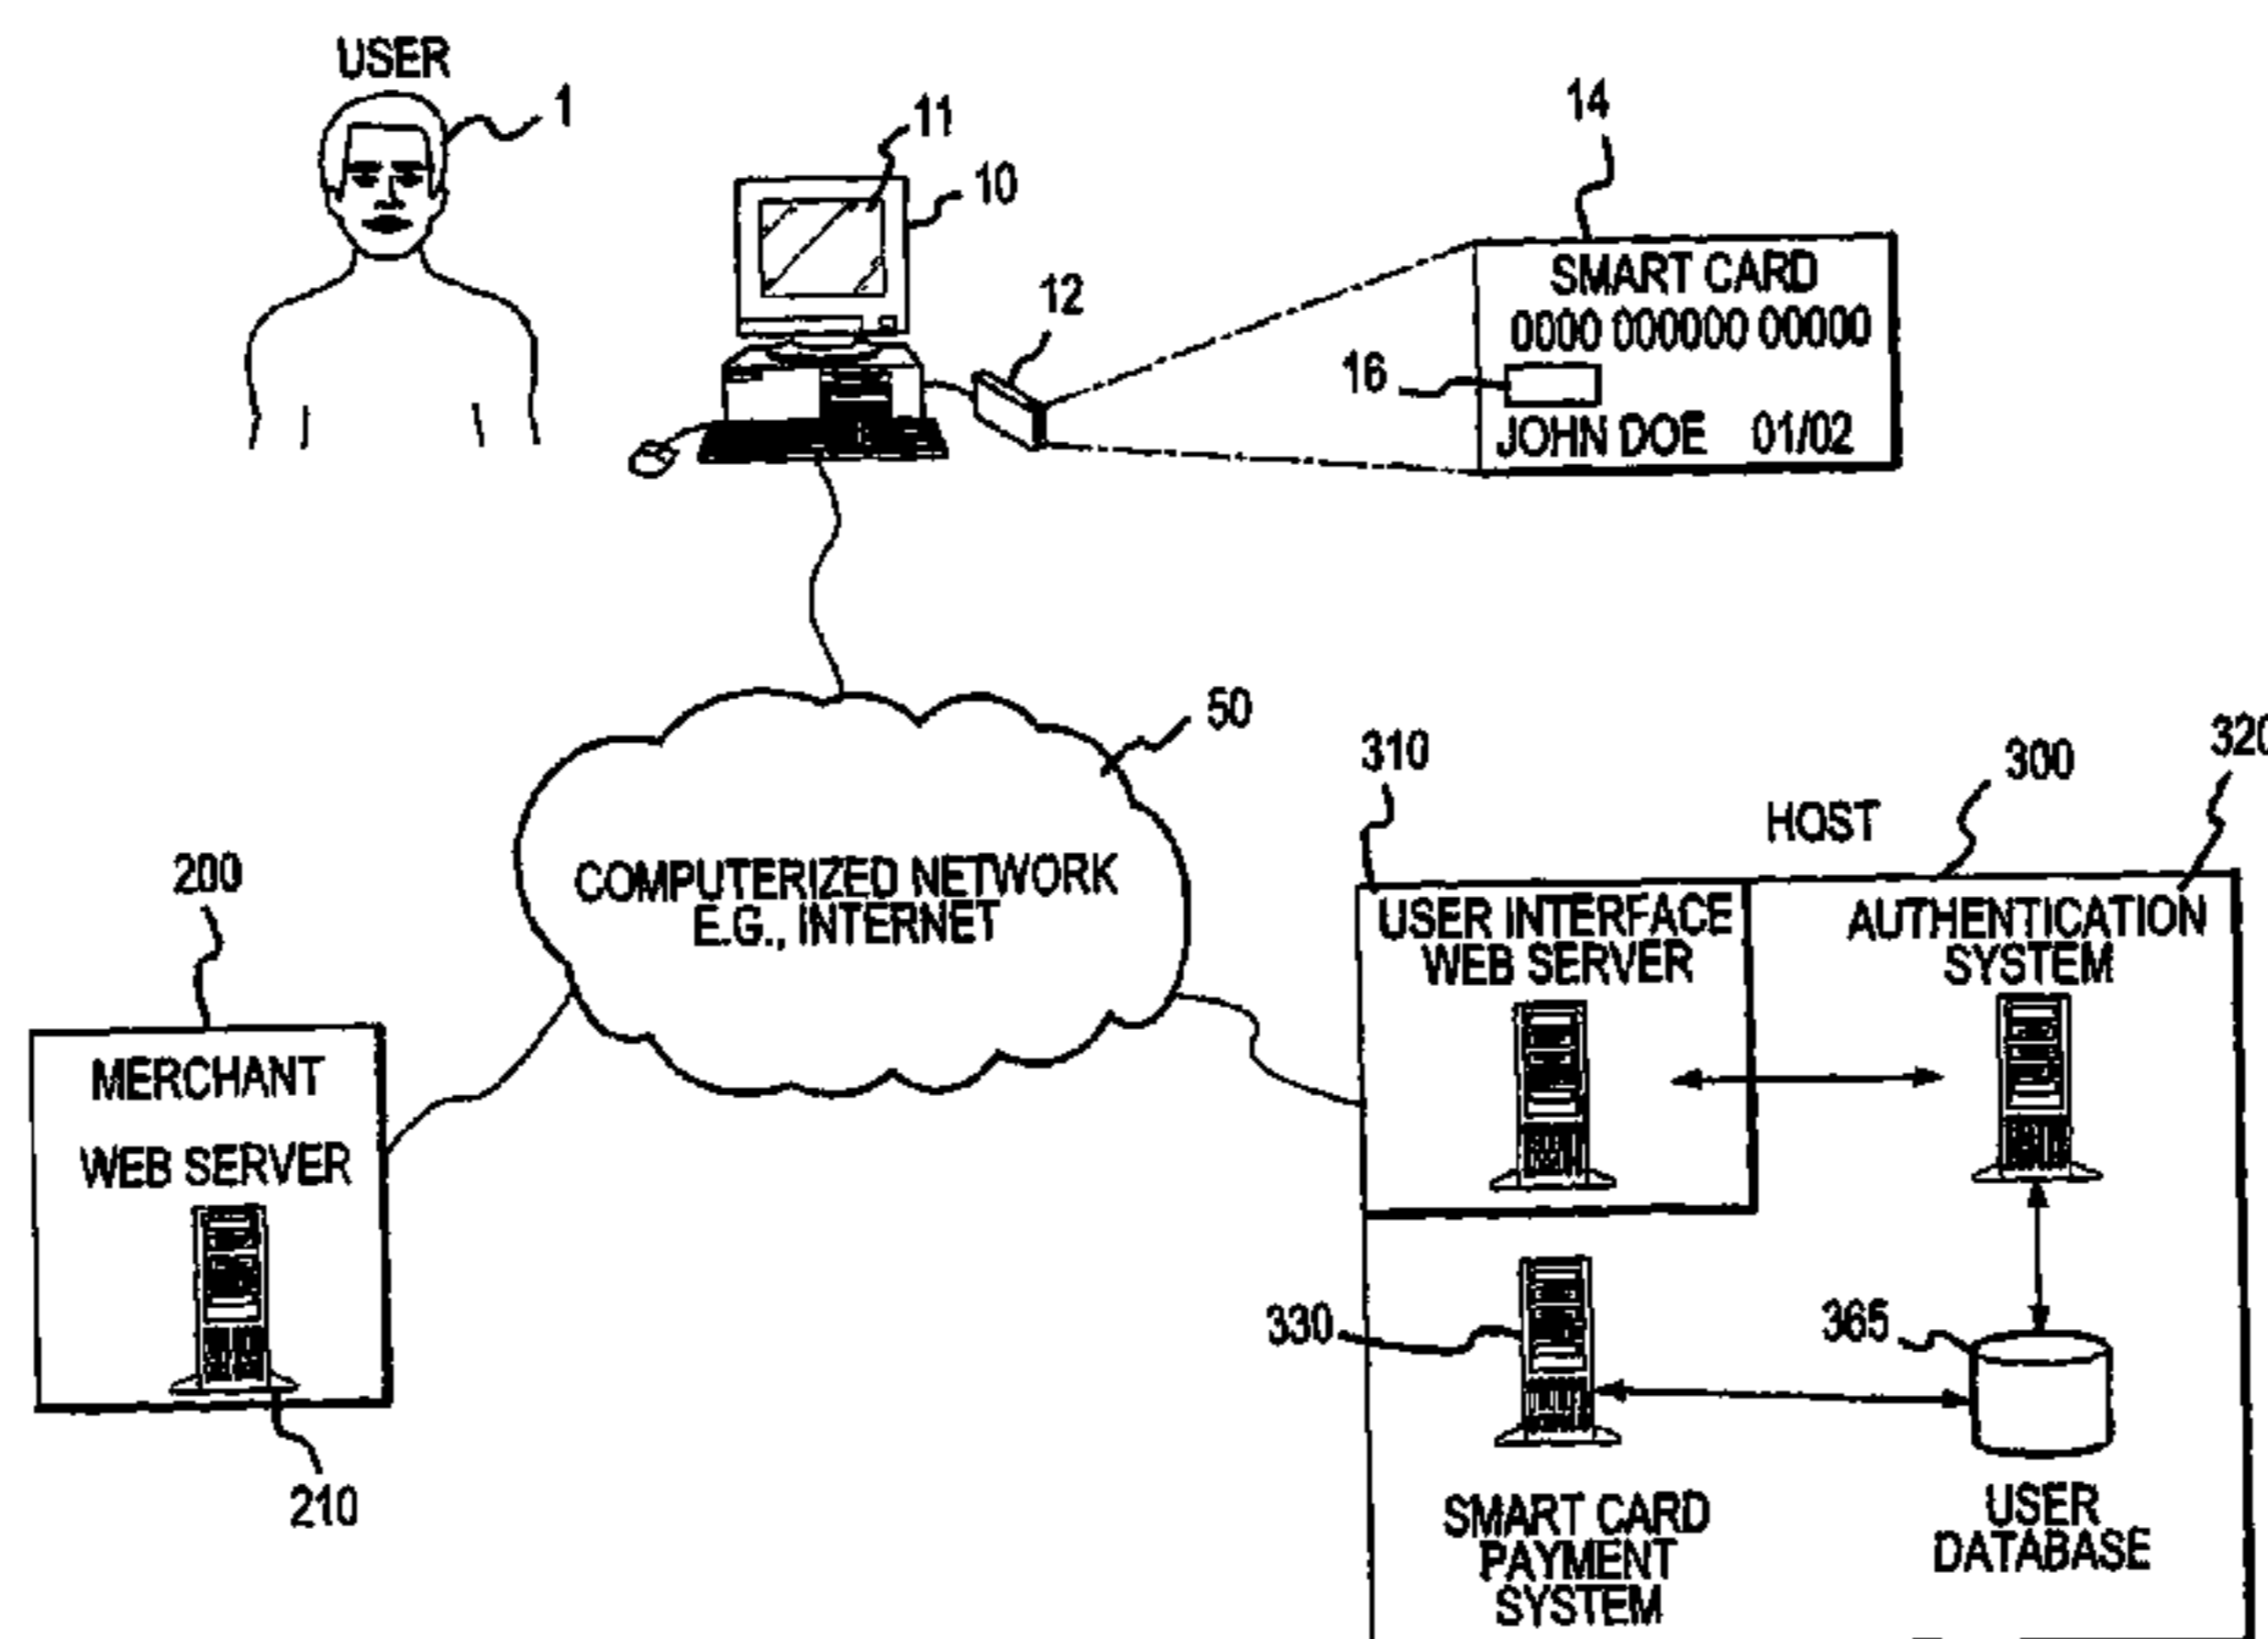 USER
1
11
10
12
14
SMART CARD
0000 000000 00000
16
JOHN DOE 01/02
50
COMPUTERIZED NETWORK
E.G., INTERNET
200
MERCHANT
WEB SERVER
210
310
HOST
300
320
USER INTERFACE
WEB SERVER
AUTHENTICATION
SYSTEM
330
365
SMART CARD
PAYMENT
SYSTEM
USER
DATABASE